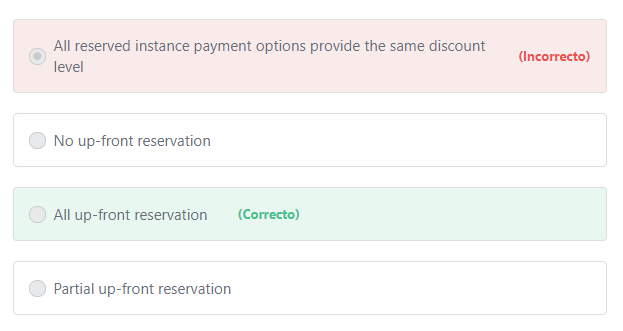 All reserved instance payment options provide the same discount
level
(Incorrecto)
No up-front reservation
All up-front reservation (Correcto)
Partial up-front reservation